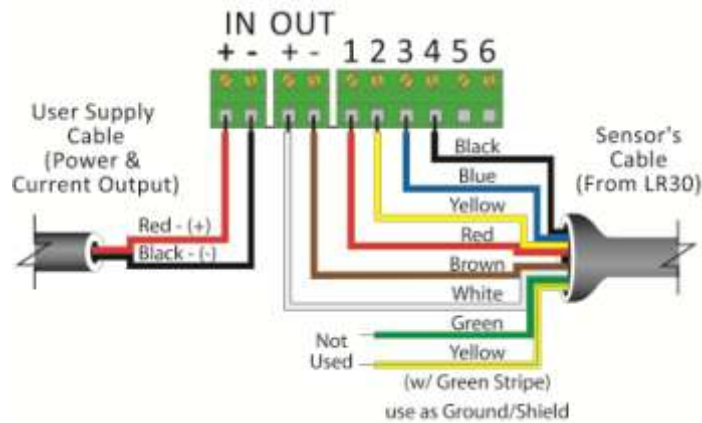 IN OUT
+ - + - 1 2 3 4 5 6
User Supply
Cable
(Power &
Current Output)
Red - (+)
Black - (-)
Sensor's
Cable
(From LR30)
Black
Blue
Yellow
Red
Brown
White
Green
Not
Used
Yellow
(w/ Green Stripe)
use as Ground/Shield